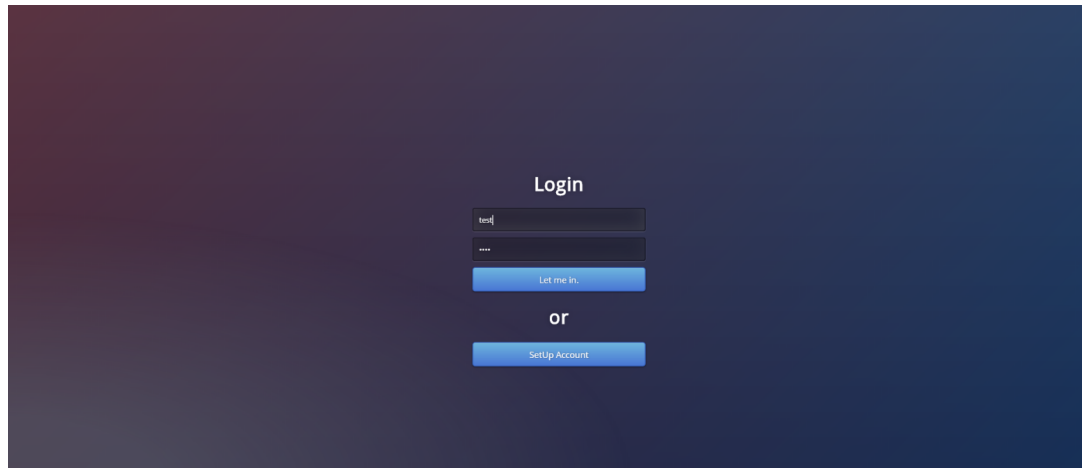 Login
test
••••
Let me in.
or
SetUp Account